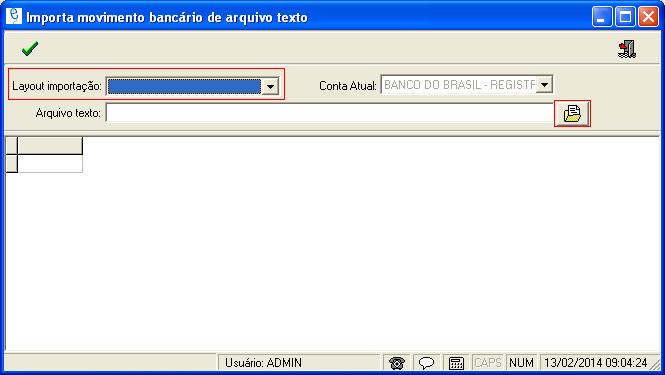 Importa movimento bancário de arquivo texto
Layout importação: Conta Atual: BANCO DO BRASIL - REGISTF
Arquivo texto:
Usuário: ADMIN CAPS NUM 13/02/2014 09:04:24